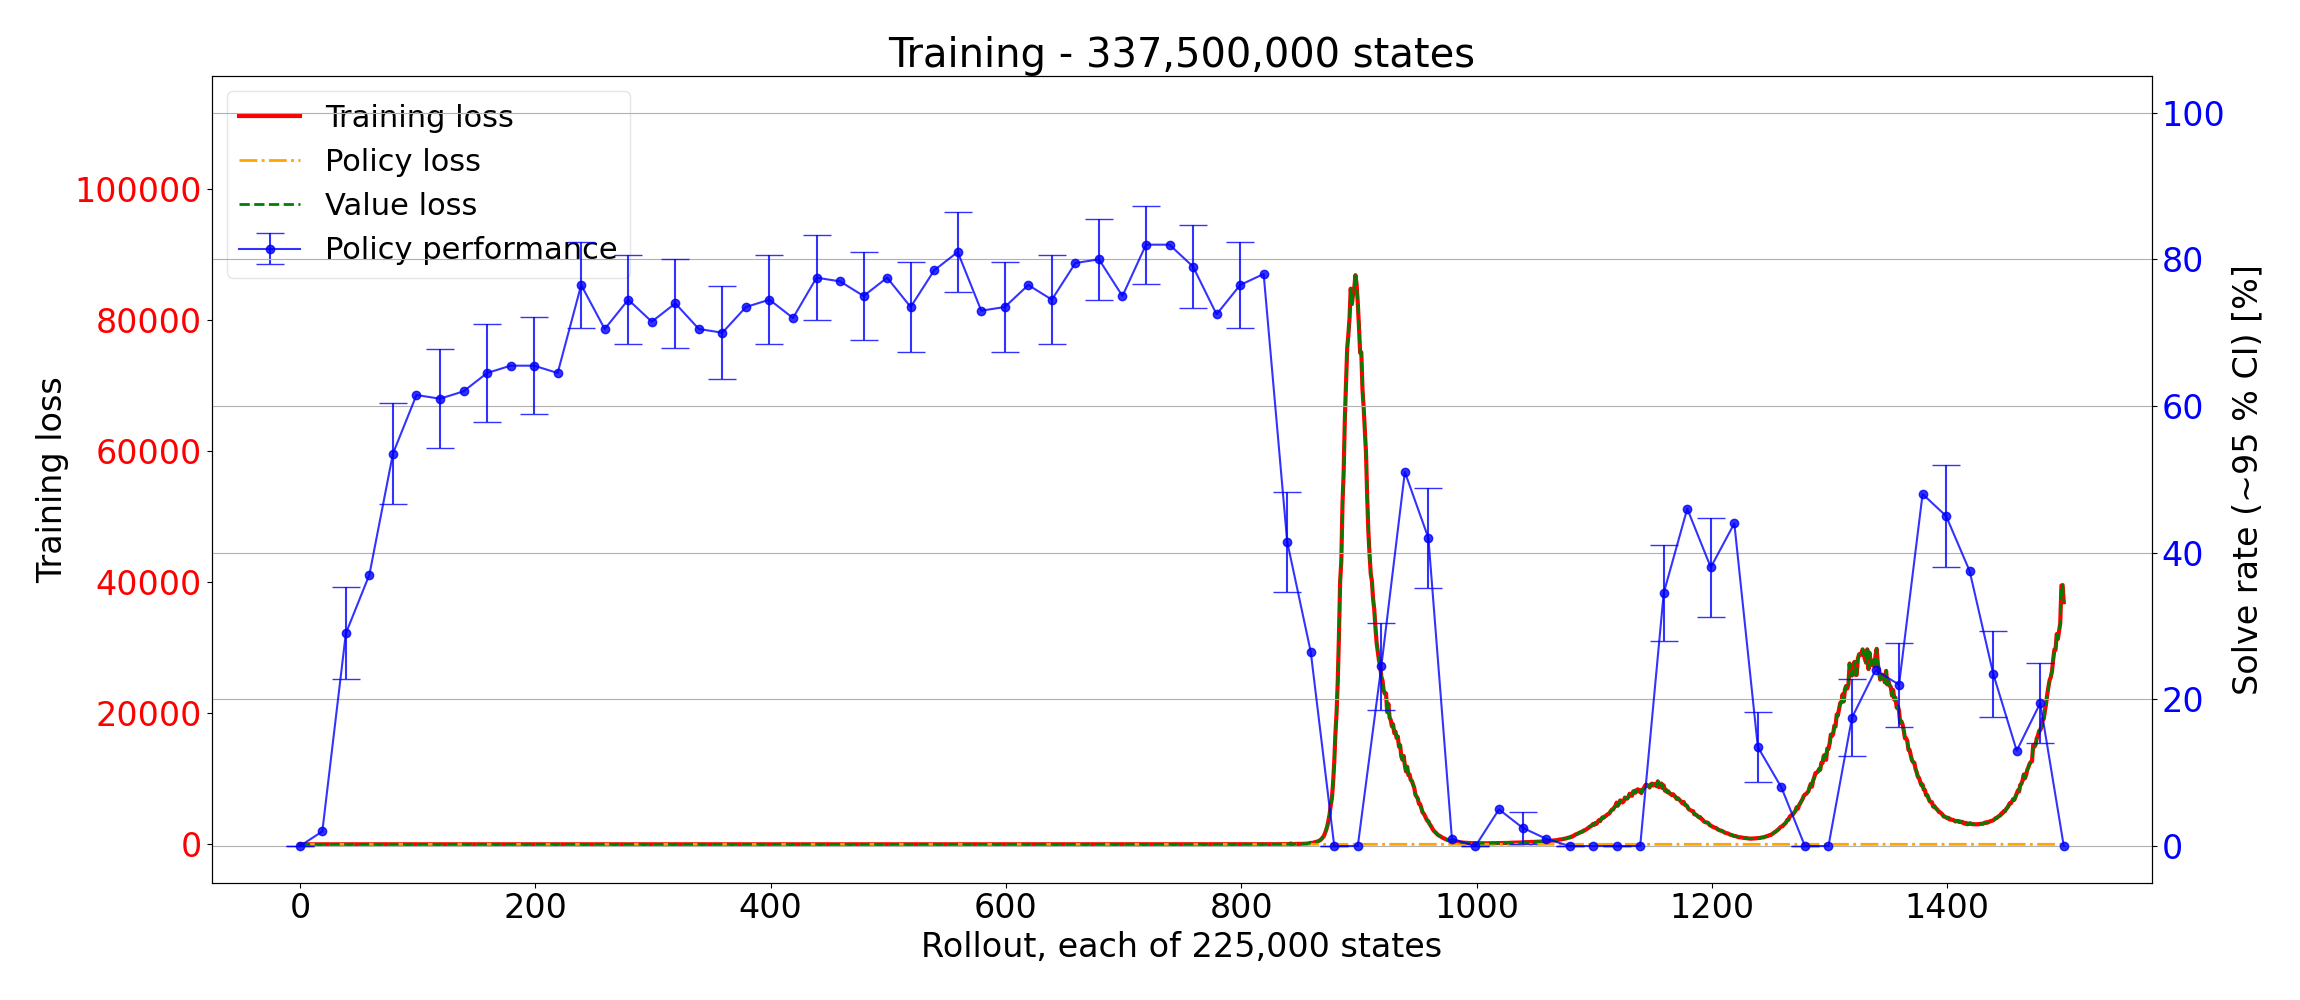 Training - 337,500,000 states
Training loss
Policy loss
Value loss
Policy performance
100000
80000
60000
40000
20000
0
Training loss
100
80
60
40
20
0
Solve rate (~95 % CI) [%]
0 200 400 600 800 1000 1200 1400
Rollout, each of 225,000 states